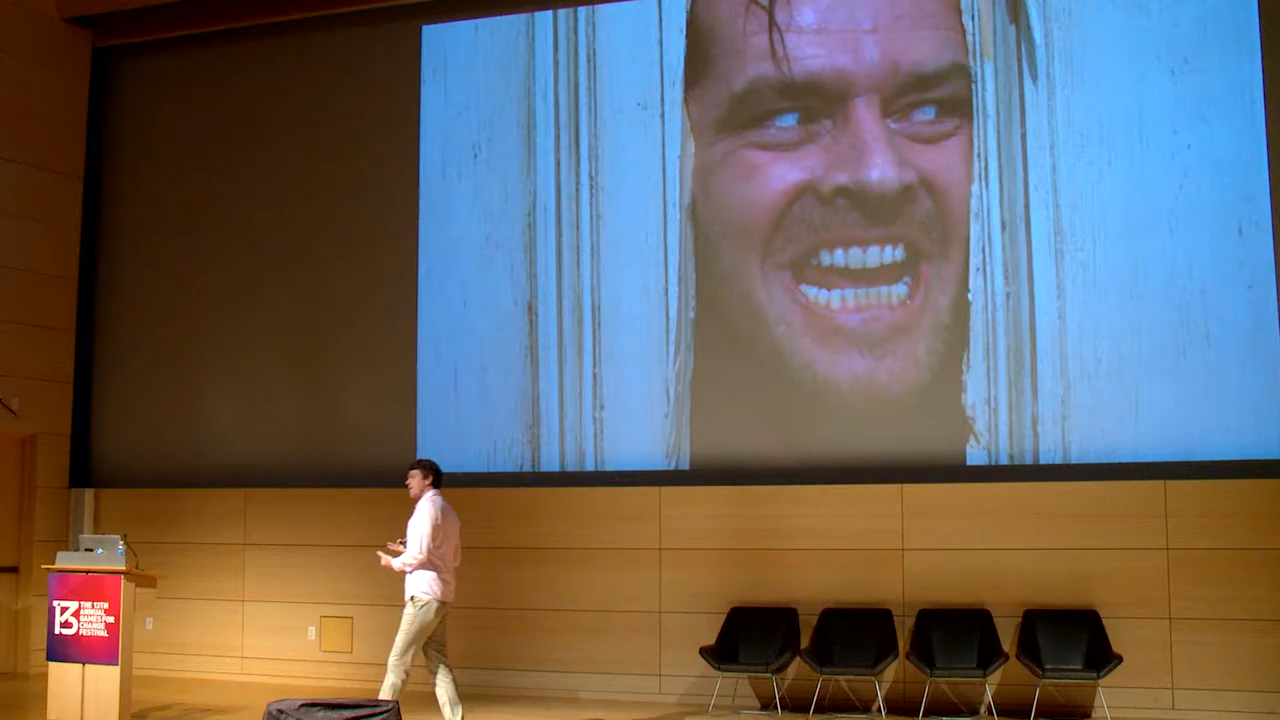 13
THE 13TH
ANNUAL
GAMES FOR
CHANGE
FESTIVAL